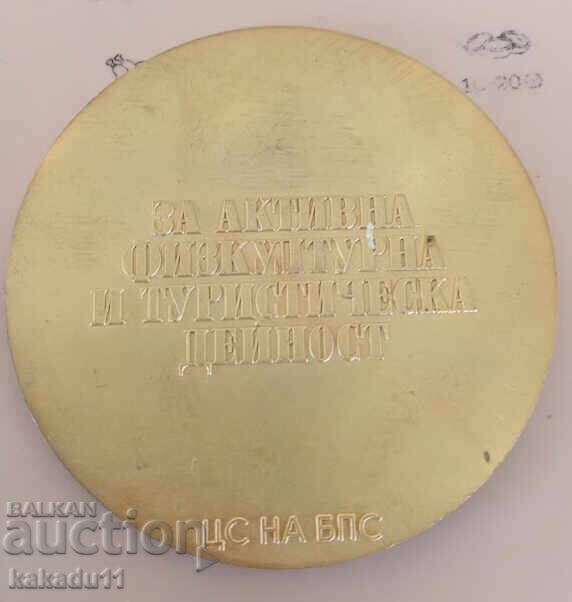 ЗА АКТИВНА
ФИЗКУЛТУРНА
И ТУРИСТИЧЕСКА
ДЕЙНОСТ
ЦС НА БПС
BALKAN
auction
kakadu11